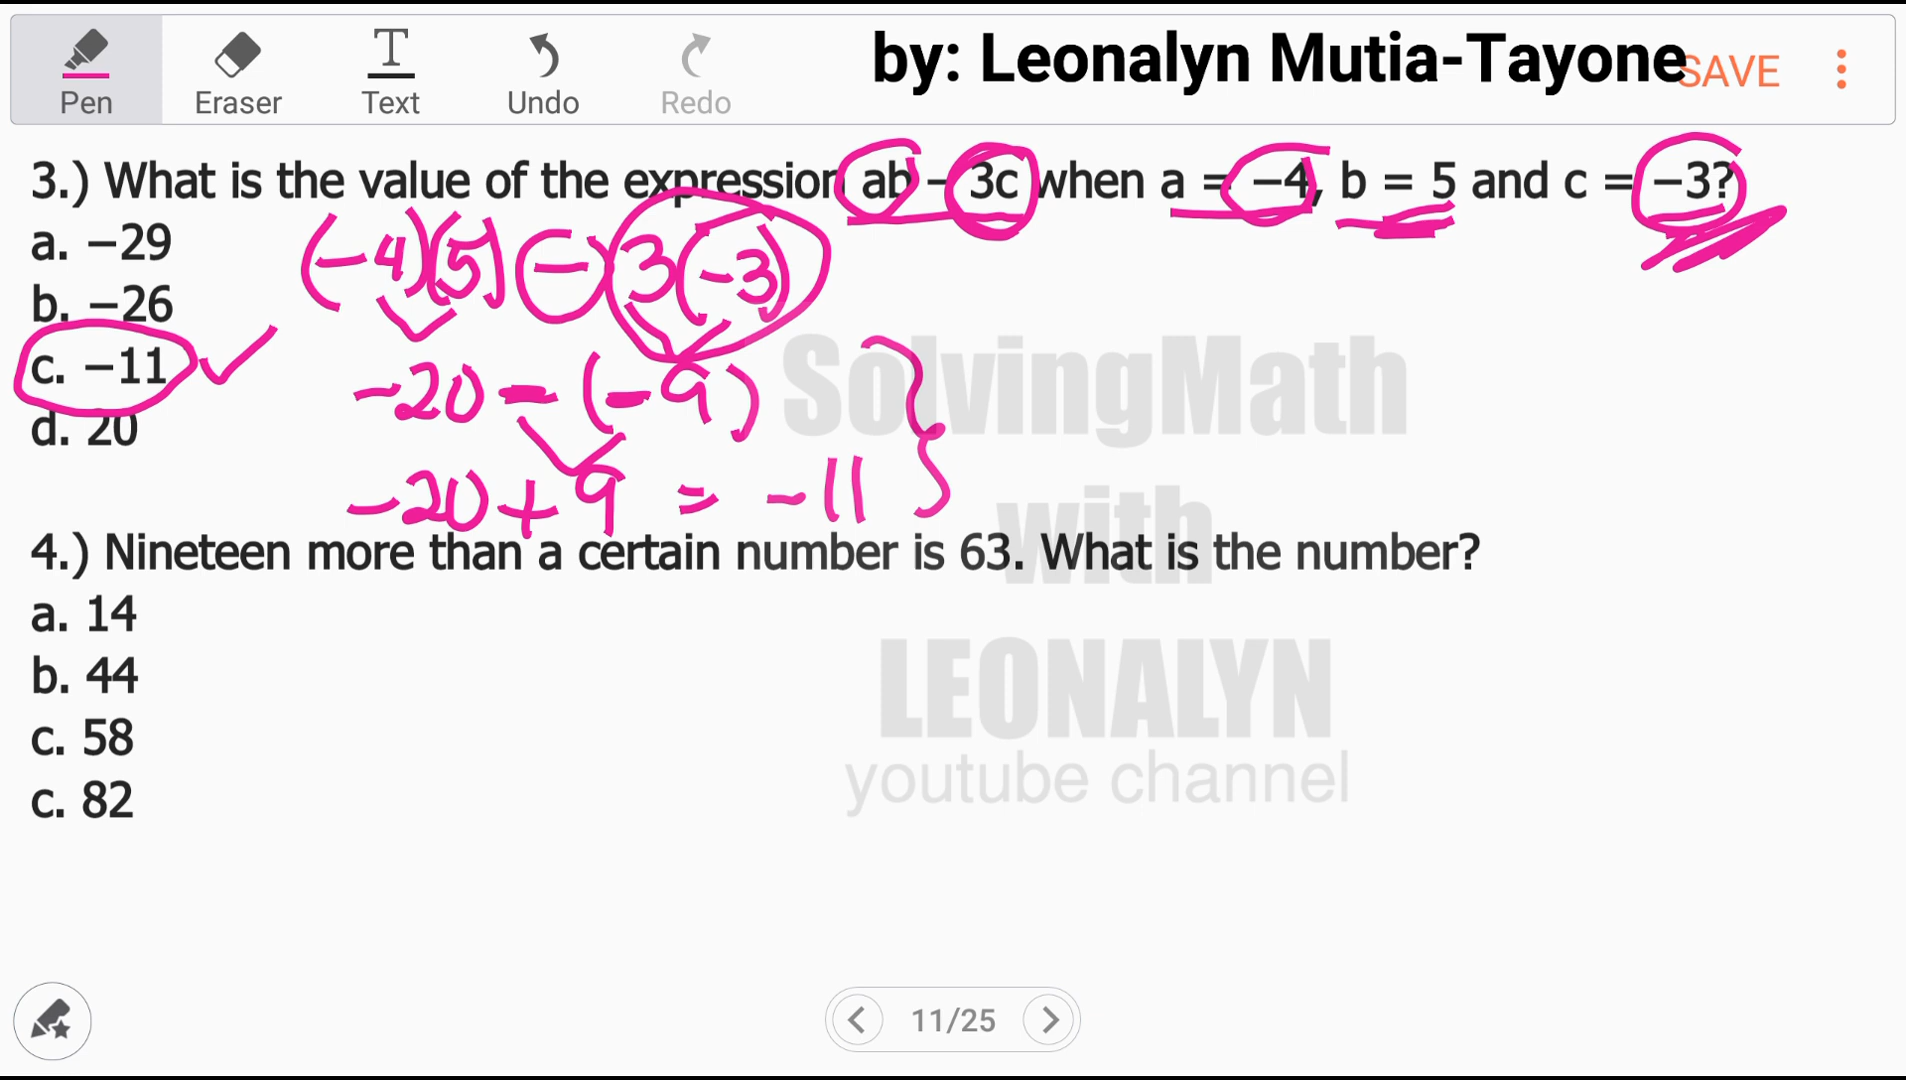 by: Leonalyn Mutia-Tayone
Pen Eraser Text Undo Redo SAVE
3.) What is the value of the expression ab – 3c when a = –4, b = 5 and c = –3?
a. –29
(-4)(5) - 3(-3)
b. –26
c. –11
-20 - (-9)
d. 20
-20 + 9 = -11
SolvingMath
with
4.) Nineteen more than a certain number is 63. What is the number?
a. 14
b. 44
LEONALYN
c. 58
youtube channel
c. 82
11/25